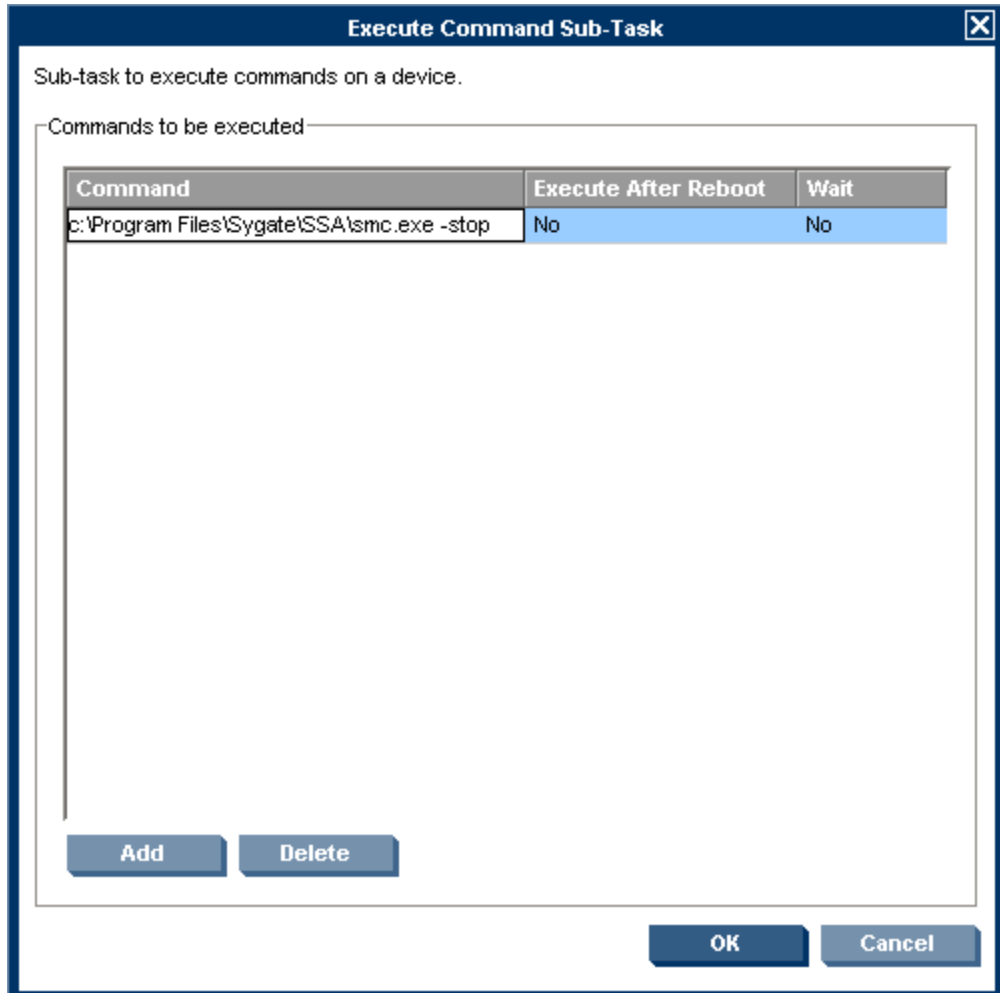 Execute Command Sub-Task
Sub-task to execute commands on a device.
Commands to be executed
Command Execute After Reboot Wait
c:\Program Files\Sygate\SSA\smc.exe -stop No No
Add Delete
OK Cancel